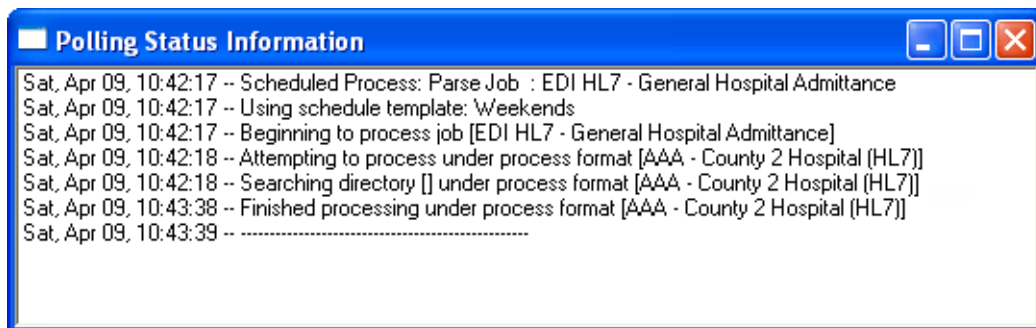 Polling Status Information
Sat, Apr 09, 10:42:17 -- Scheduled Process: Parse Job  : EDI HL7 - General Hospital Admittance
Sat, Apr 09, 10:42:17 -- Using schedule template: Weekends
Sat, Apr 09, 10:42:17 -- Beginning to process job [EDI HL7 - General Hospital Admittance]
Sat, Apr 09, 10:42:18 -- Attempting to process under process format [AAA - County 2 Hospital (HL7)]
Sat, Apr 09, 10:42:18 -- Searching directory [] under process format [AAA - County 2 Hospital (HL7)]
Sat, Apr 09, 10:43:38 -- Finished processing under process format [AAA - County 2 Hospital (HL7)]
Sat, Apr 09, 10:43:39 -- --------------------------------------------------